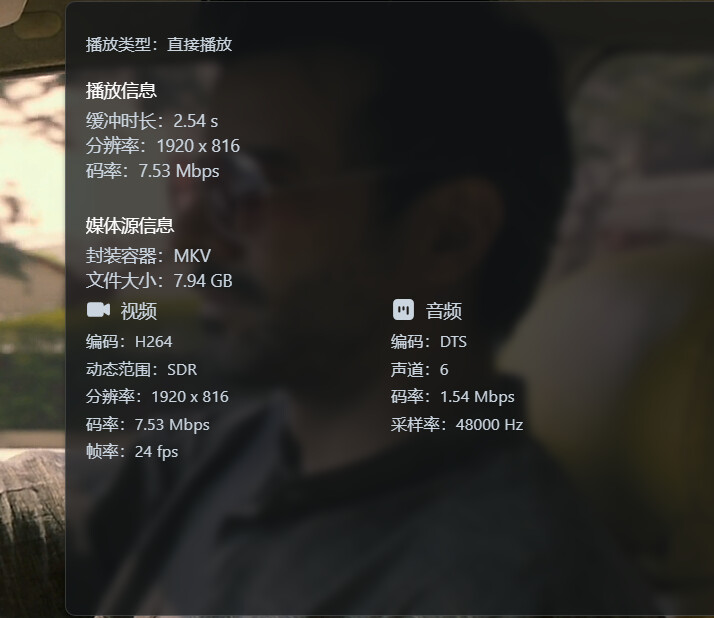 播放类型：直接播放
播放信息
缓冲时长：2.54 s
分辨率：1920 x 816
码率：7.53 Mbps
媒体源信息
封装容器：MKV
文件大小：7.94 GB
视频
编码：H264
动态范围：SDR
分辨率：1920 x 816
码率：7.53 Mbps
帧率：24 fps
音频
编码：DTS
声道：6
码率：1.54 Mbps
采样率：48000 Hz